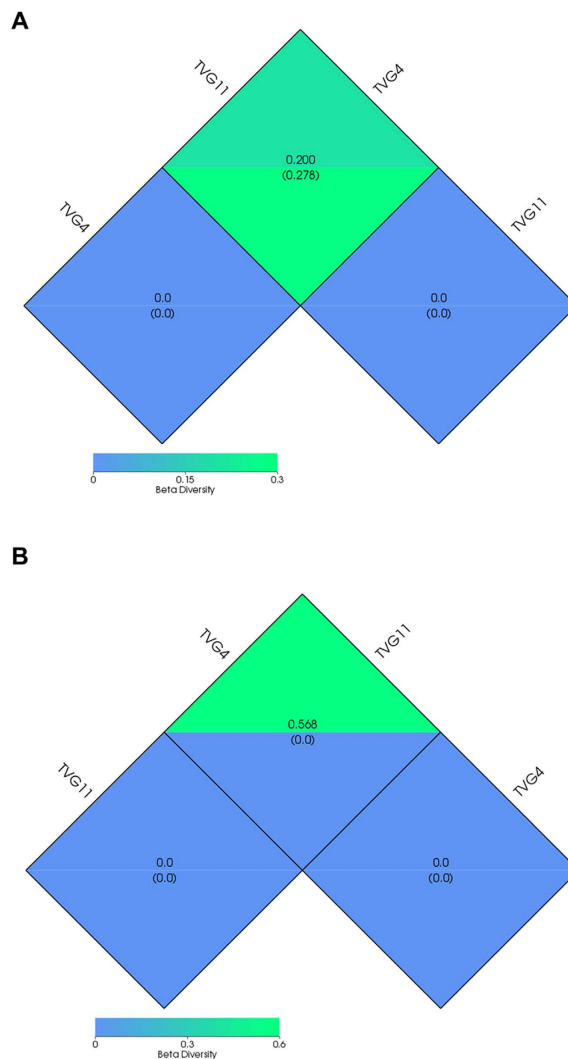 A
TVG11
TVG4
0.200
(0.278)
TVG4
TVG11
0.0
(0.0)
0.0
(0.0)
0
0.15
0.3
Beta Diversity
B
TVG4
TVG11
0.568
(0.0)
TVG11
TVG4
0.0
(0.0)
0.0
(0.0)
0
0.3
0.6
Beta Diversity